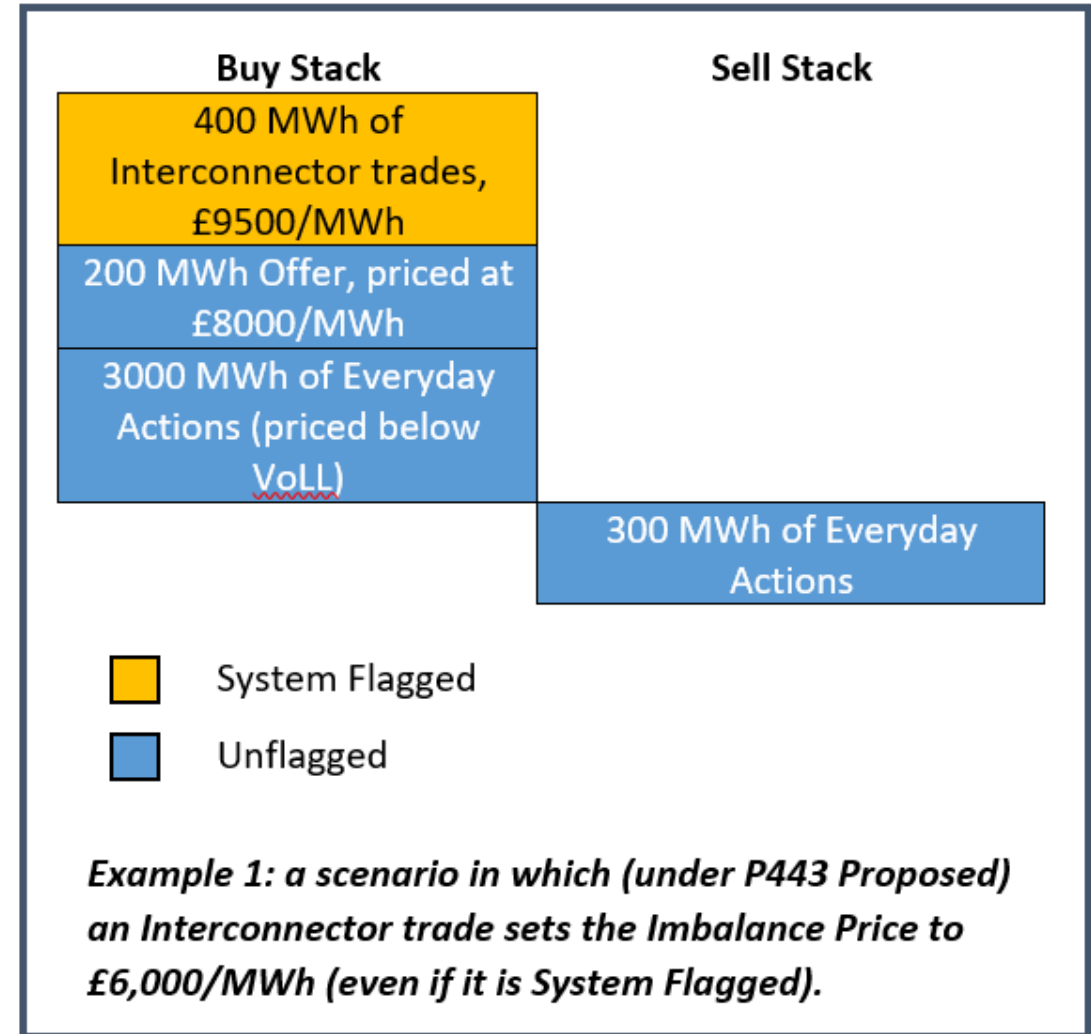 Buy Stack
Sell Stack
400 MWh of
Interconnector trades,
£9500/MWh
200 MWh Offer, priced at
£8000/MWh
3000 MWh of Everyday
Actions (priced below
VoLL)
300 MWh of Everyday
Actions
System Flagged
Unflagged
Example 1: a scenario in which (under P443 Proposed)
an Interconnector trade sets the Imbalance Price to
£6,000/MWh (even if it is System Flagged).